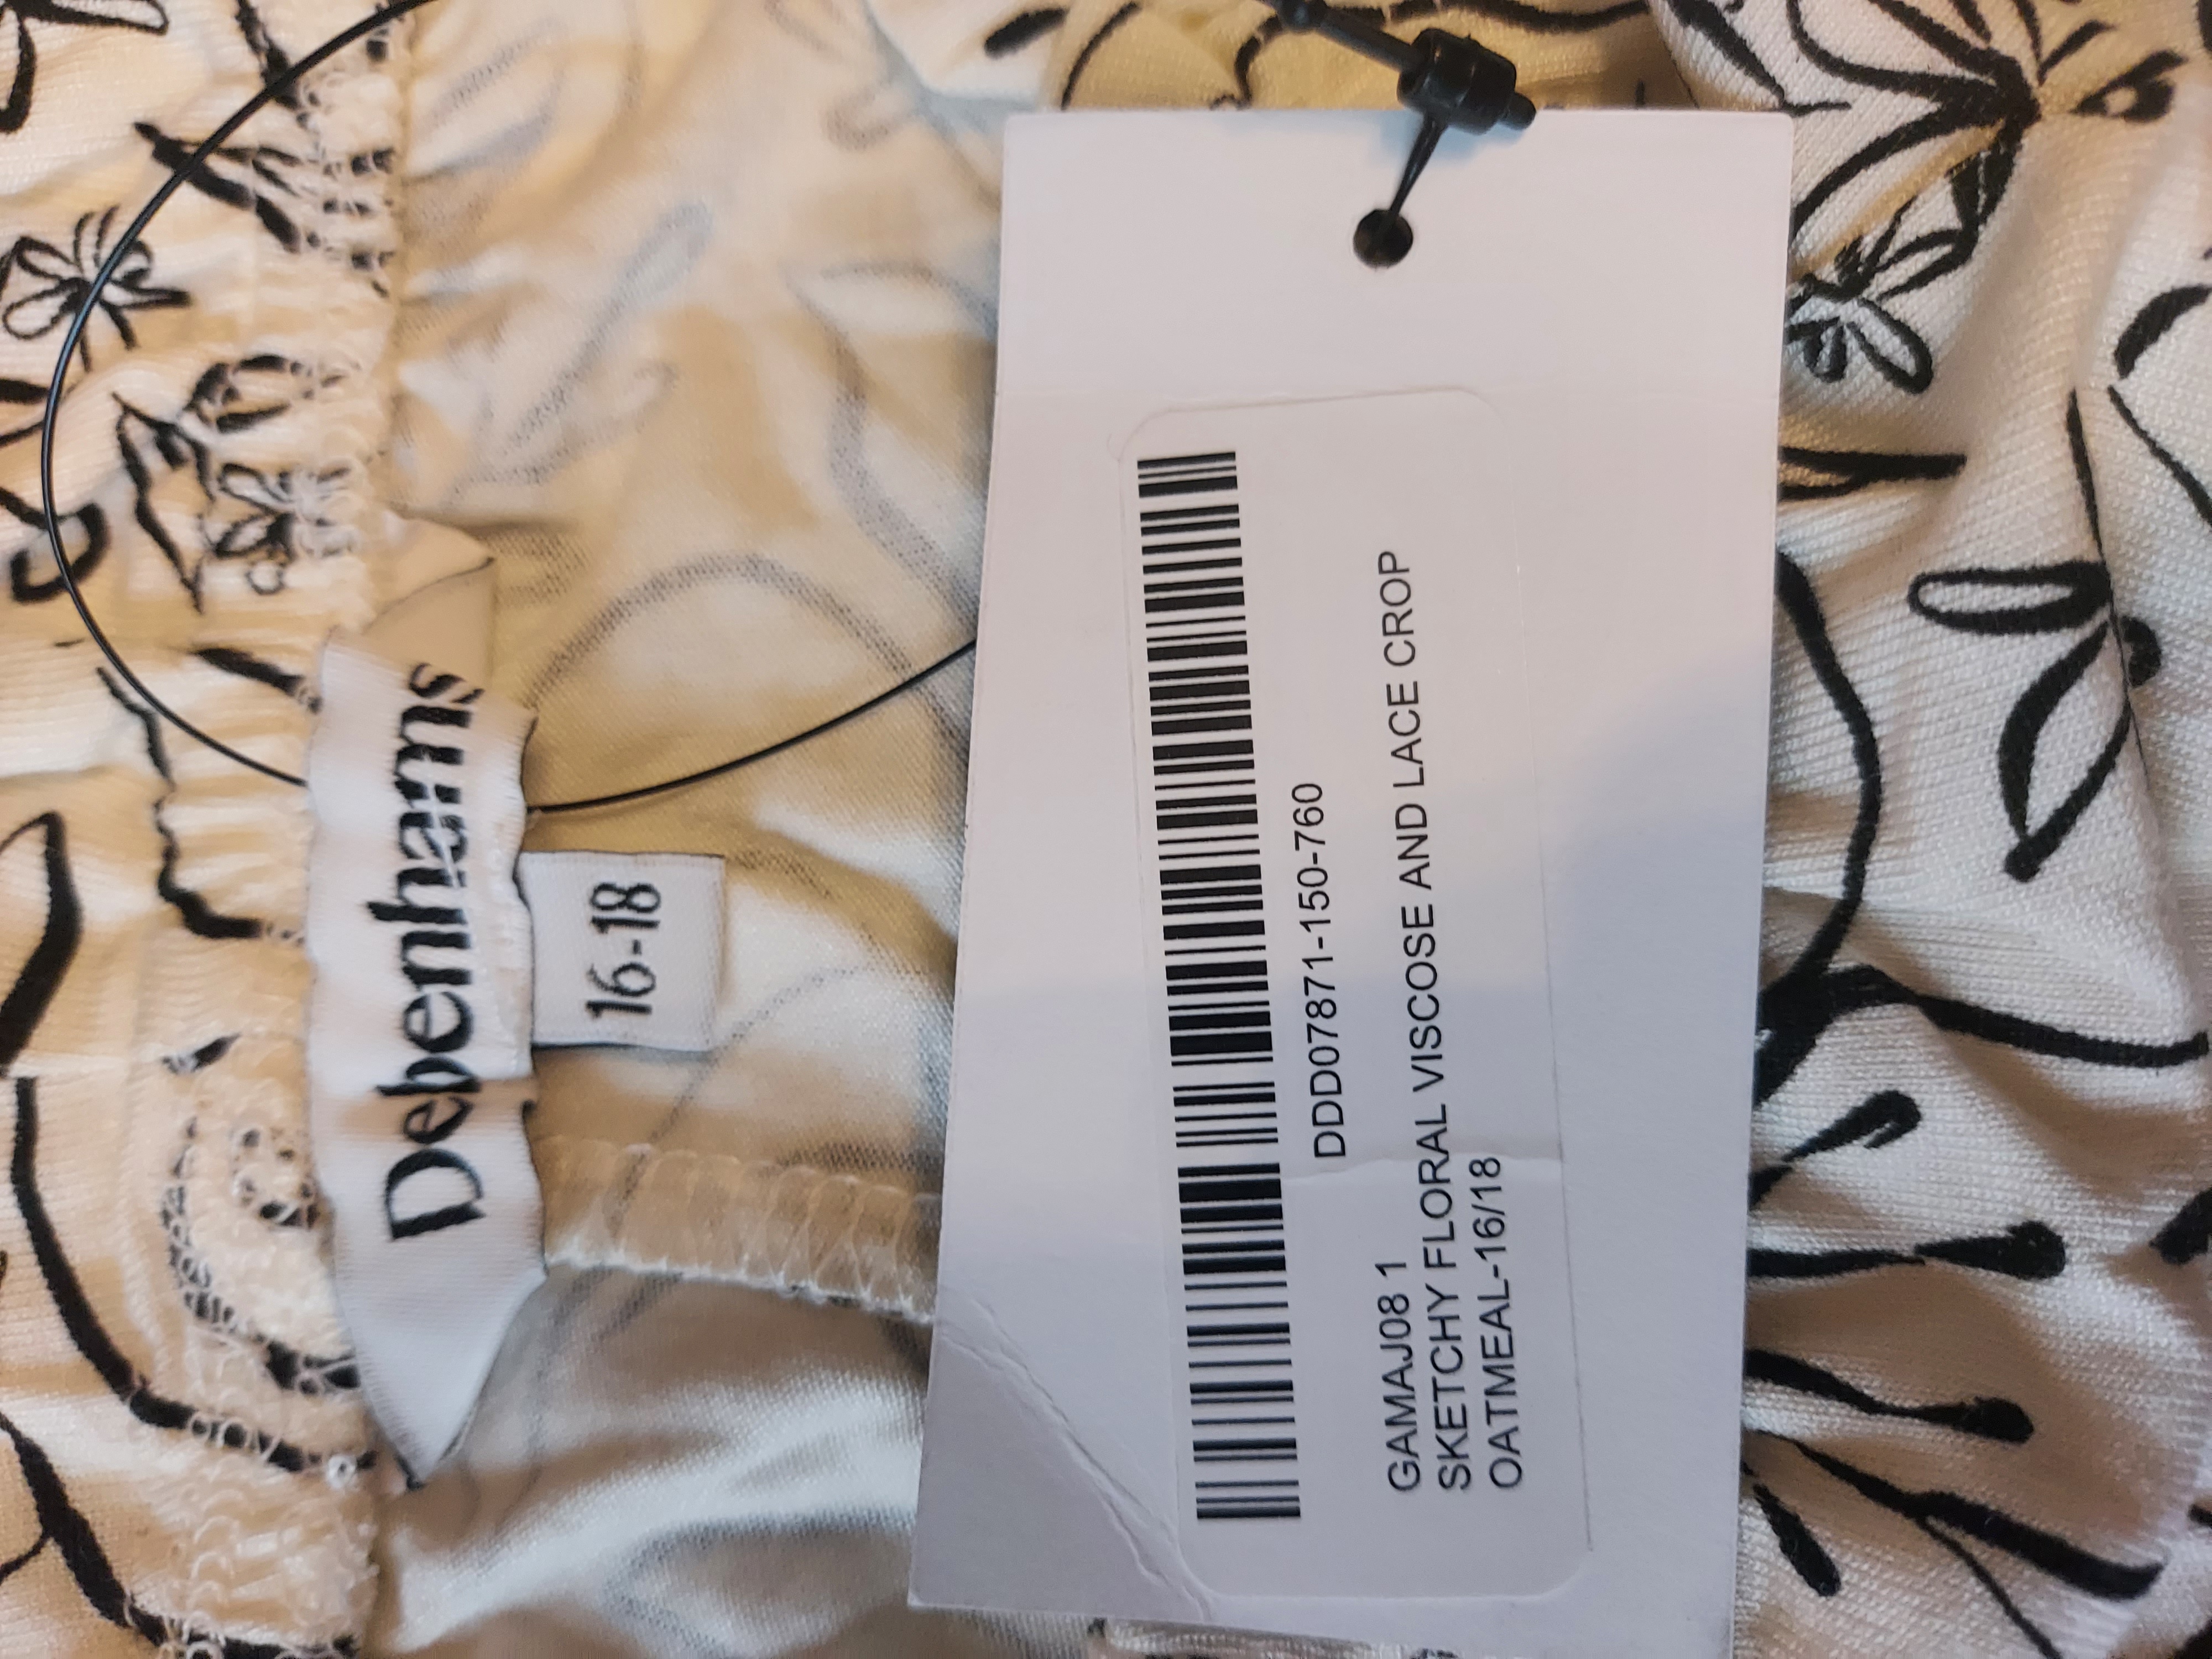 Debenhams
16-18
DDD07871-150-760
GAMAJ08 1
SKETCHY FLORAL VISCOSE AND LACE CROP
OATMEAL-16/18